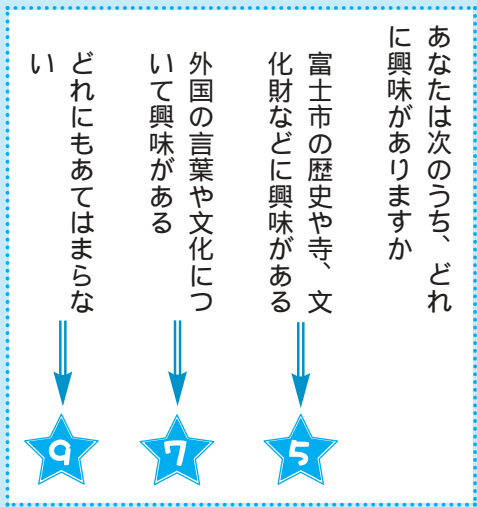 あなたは次のうち、どれ
に興味がありますか
富士市の歴史や寺、文
化財などに興味がある
5
外国の言葉や文化につ
いて興味がある
7
どれにもあてはまらな
い
9